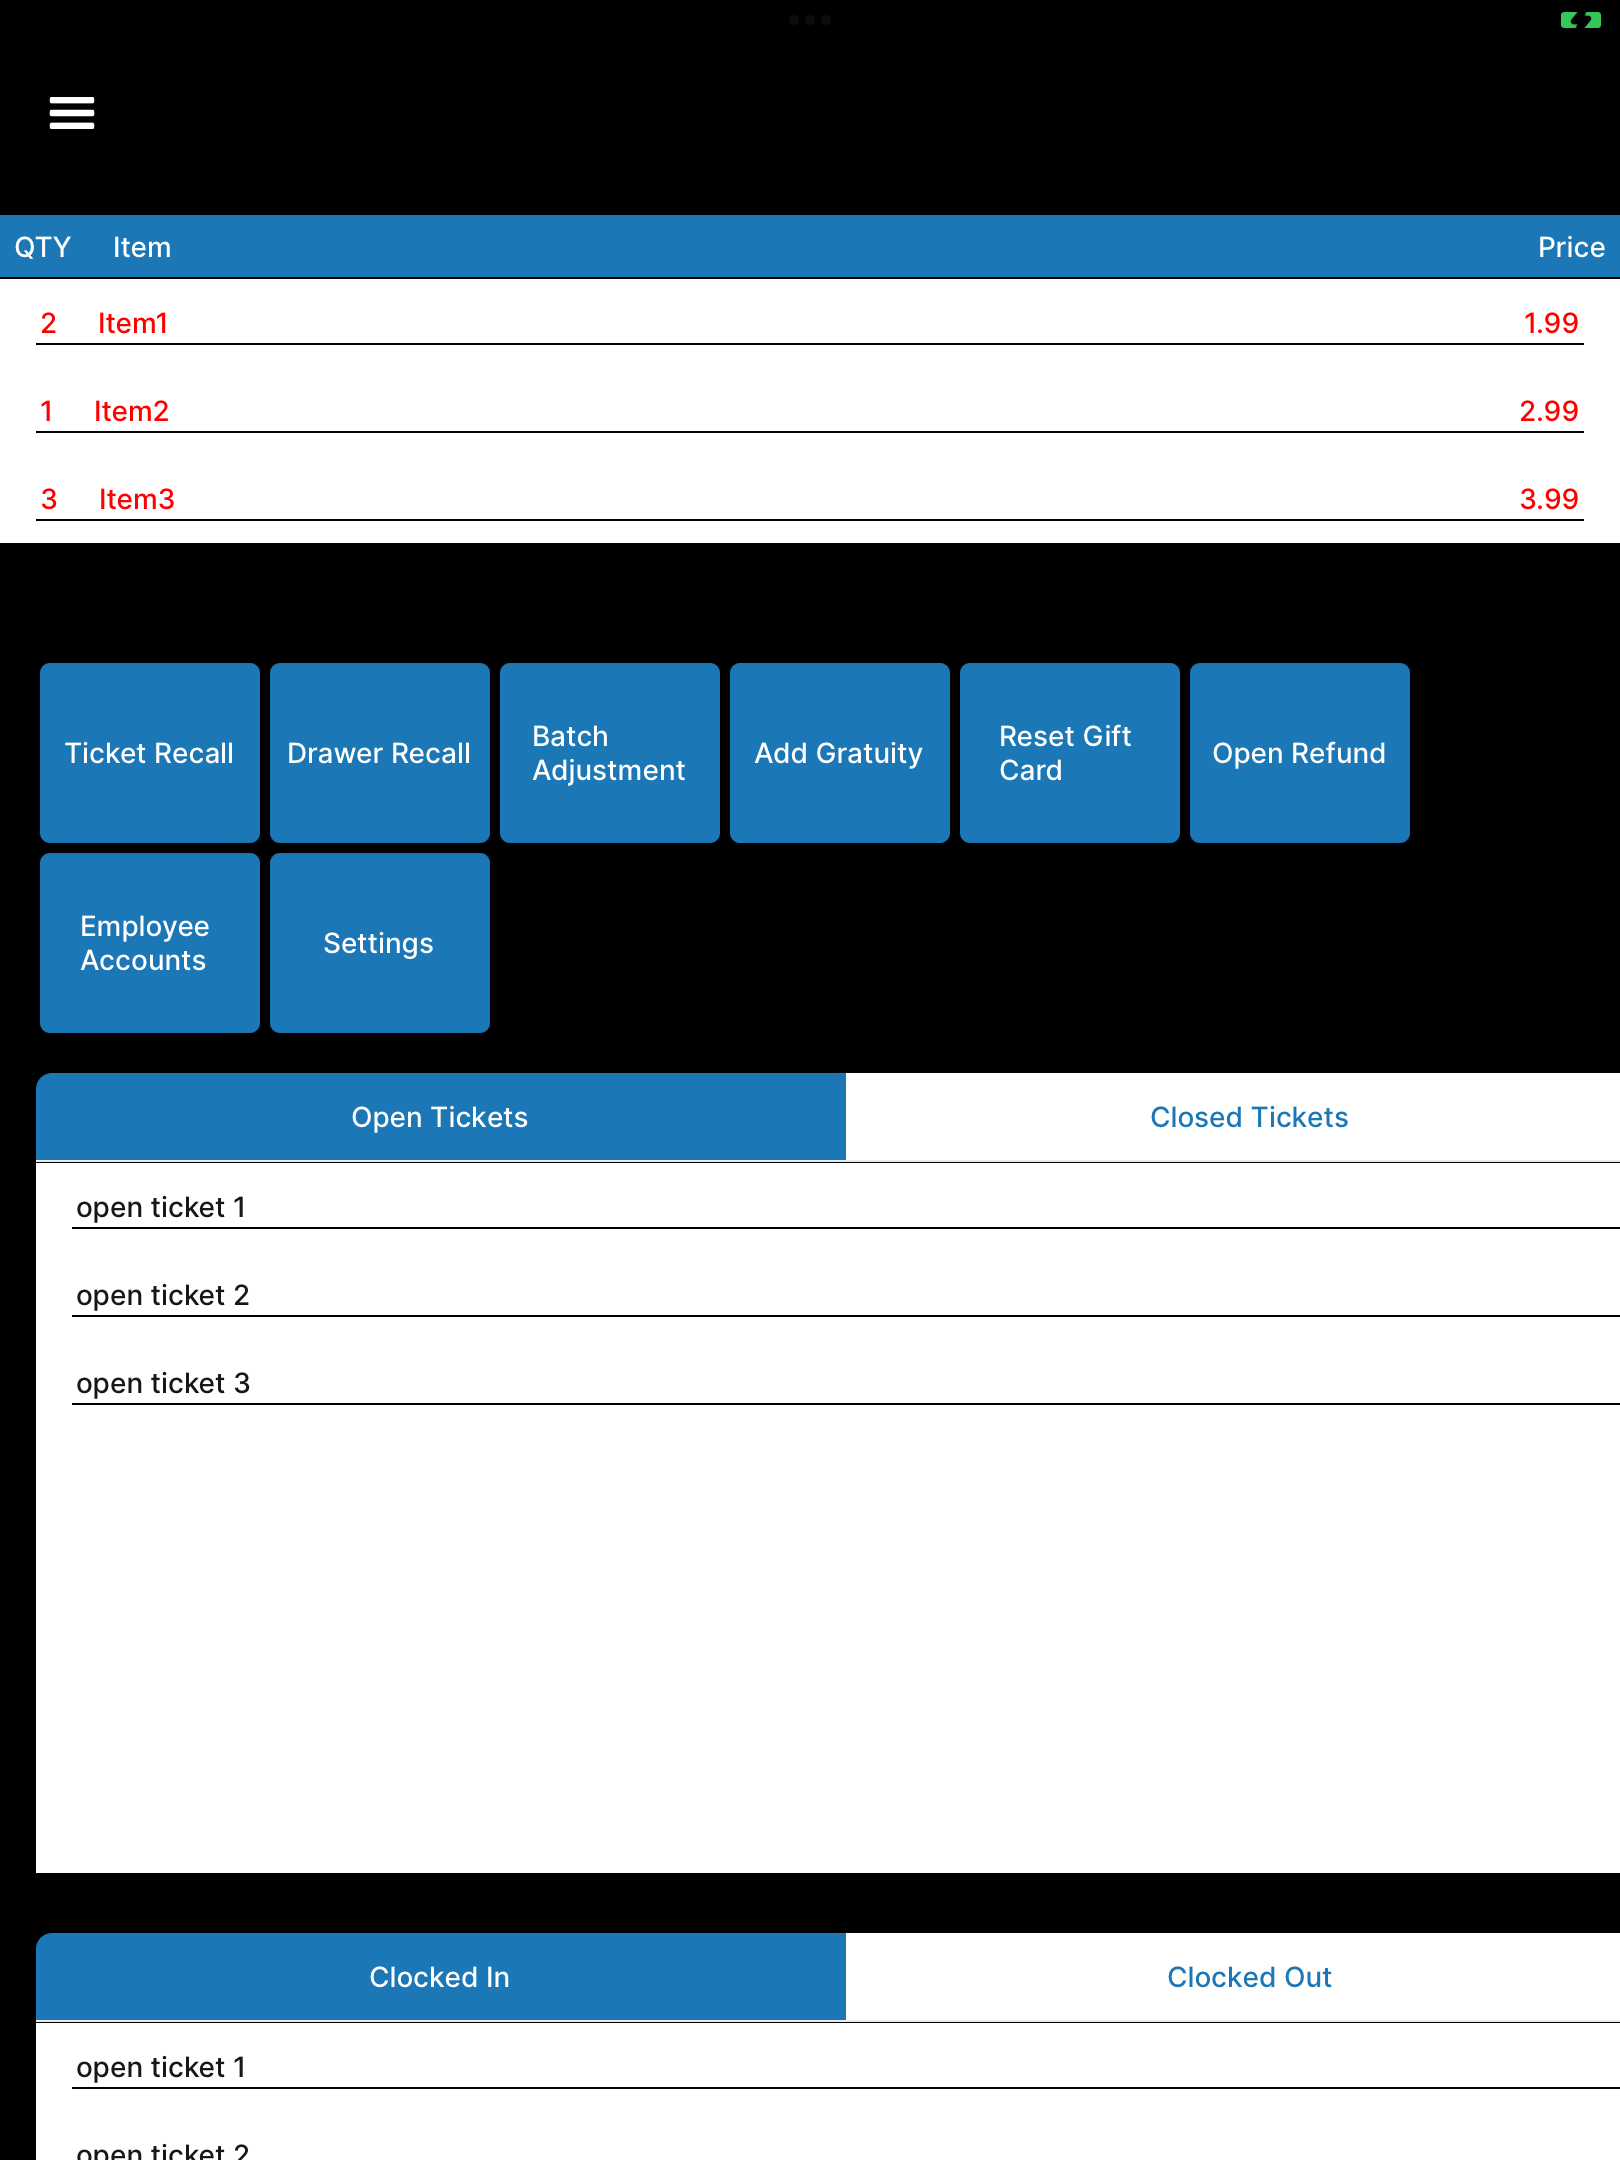 QTY Item Price
2 Item1 1.99
1 Item2 2.99
3 Item3 3.99
Ticket Recall
Drawer Recall
Batch
Adjustment
Add Gratuity
Reset Gift
Card
Open Refund
Employee
Accounts
Settings
Open Tickets
Closed Tickets
open ticket 1
open ticket 2
open ticket 3
Clocked In
Clocked Out
open ticket 1
open ticket 2